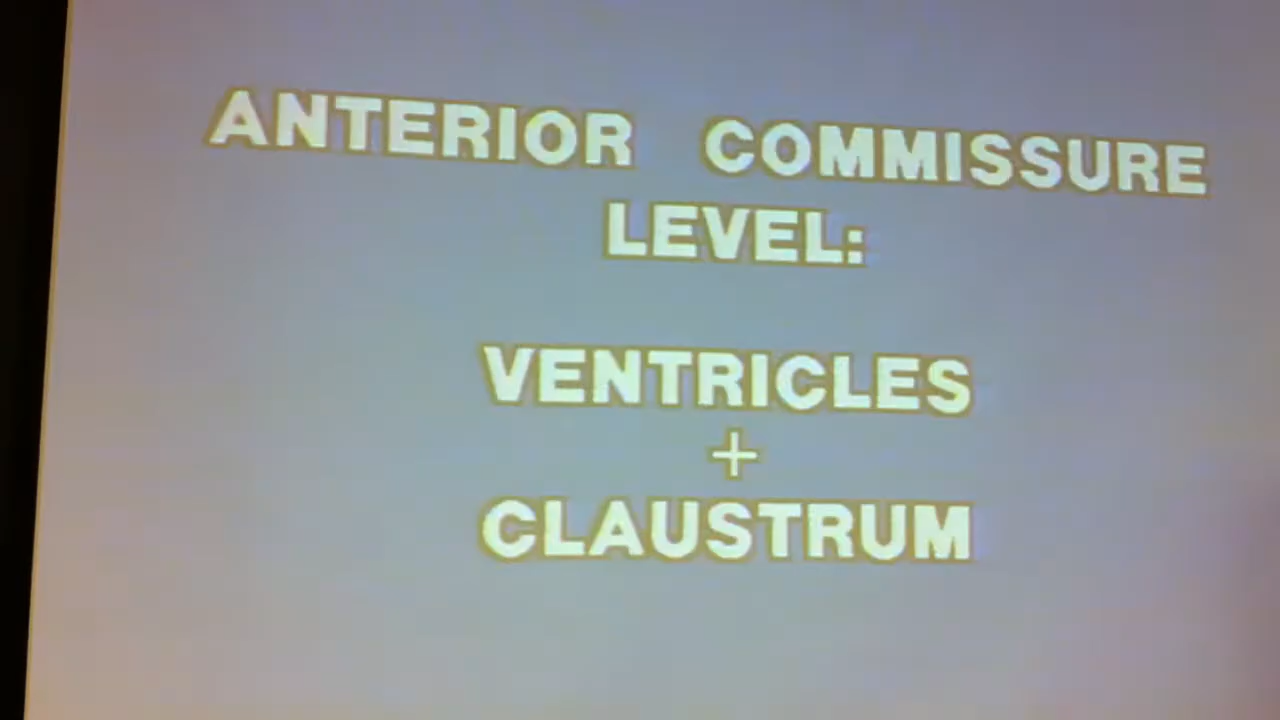 ANTERIOR COMMISSURE
LEVEL:
VENTRICLES
+
CLAUSTRUM